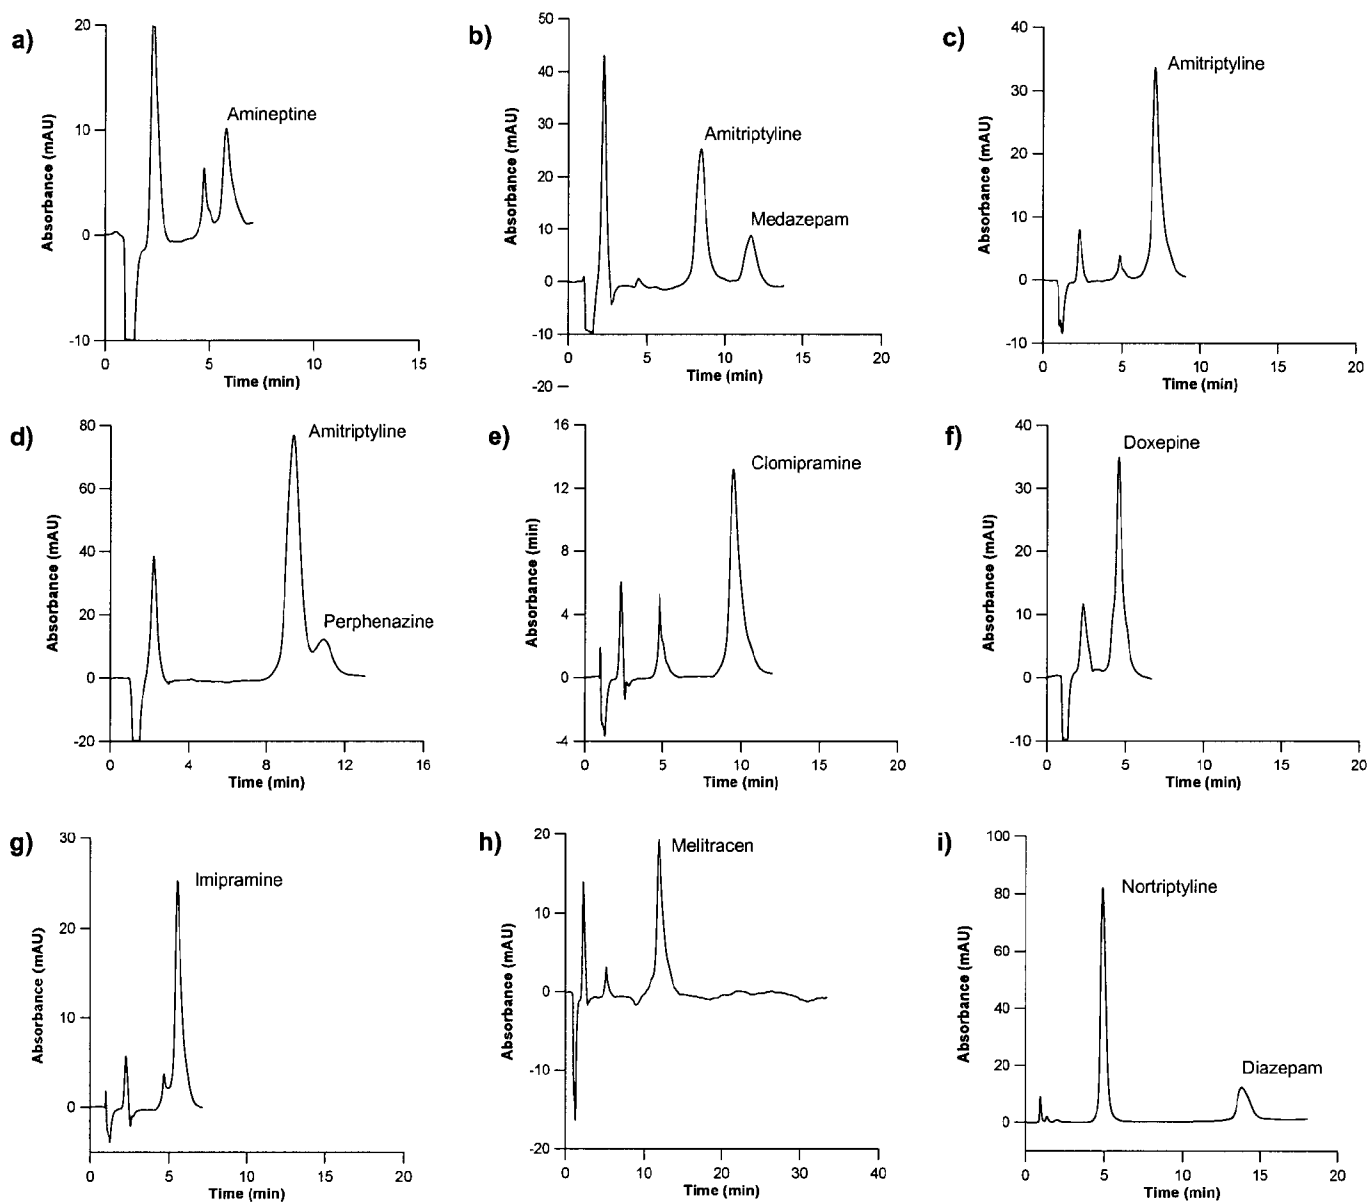 a)
20
10
0
-10
Absorbance (mAU)
Amineptine
0 5 10 15
Time (min)
b)
50
40
30
20
10
0
-10
-20
Absorbance (mAU)
Amitriptyline
Medazepam
0 5 10 15 20
Time (min)
c)
40
30
20
10
0
-10
Absorbance (mAU)
Amitriptyline
0 5 10 15 20
Time (min)
d)
80
60
40
20
0
-20
Absorbance (mAU)
Amitriptyline
Perphenazine
0 4 8 12 16
Time (min)
e)
16
12
8
4
0
-4
Absorbance (min)
Clomipramine
0 5 10 15 20
Time (min)
f)
40
30
20
10
0
-10
Absorbance (mAU)
Doxepine
0 5 10 15 20
Time (min)
g)
30
20
10
0
Absorbance (mAU)
Imipramine
0 5 10 15 20
Time (min)
h)
20
10
0
-10
-20
Absorbance (mAU)
Melitracen
0 10 20 30 40
Time (min)
i)
100
80
60
40
20
0
Absorbance (mAU)
Nortriptyline
Diazepam
0 5 10 15 20
Time (min)